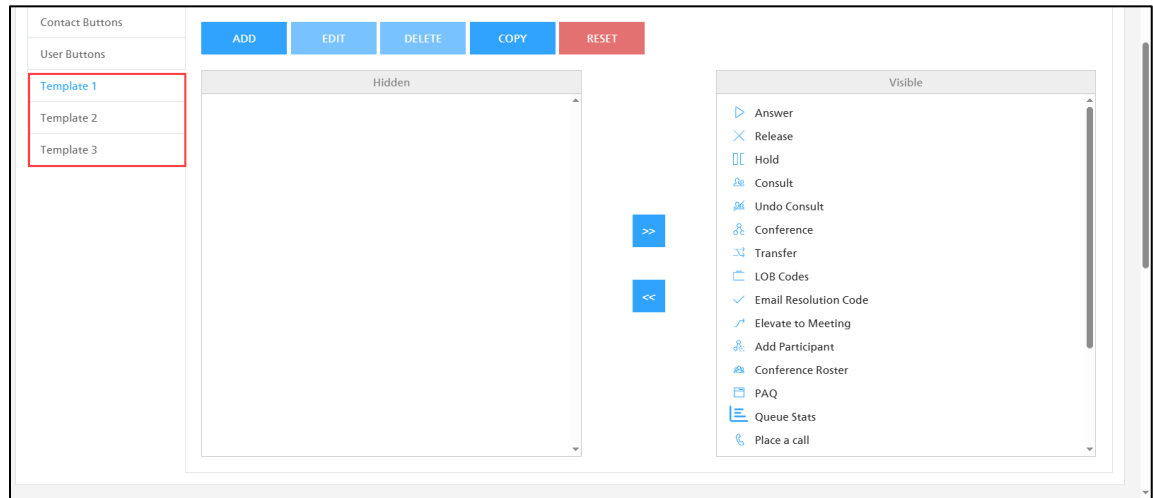 Contact Buttons
User Buttons
Template 1
Template 2
Template 3
ADD EDIT DELETE COPY RESET
Hidden
>>
<<
Visible
Answer
Release
Hold
Consult
Undo Consult
Conference
Transfer
LOB Codes
Email Resolution Code
Elevate to Meeting
Add Participant
Conference Roster
PAQ
Queue Stats
Place a call